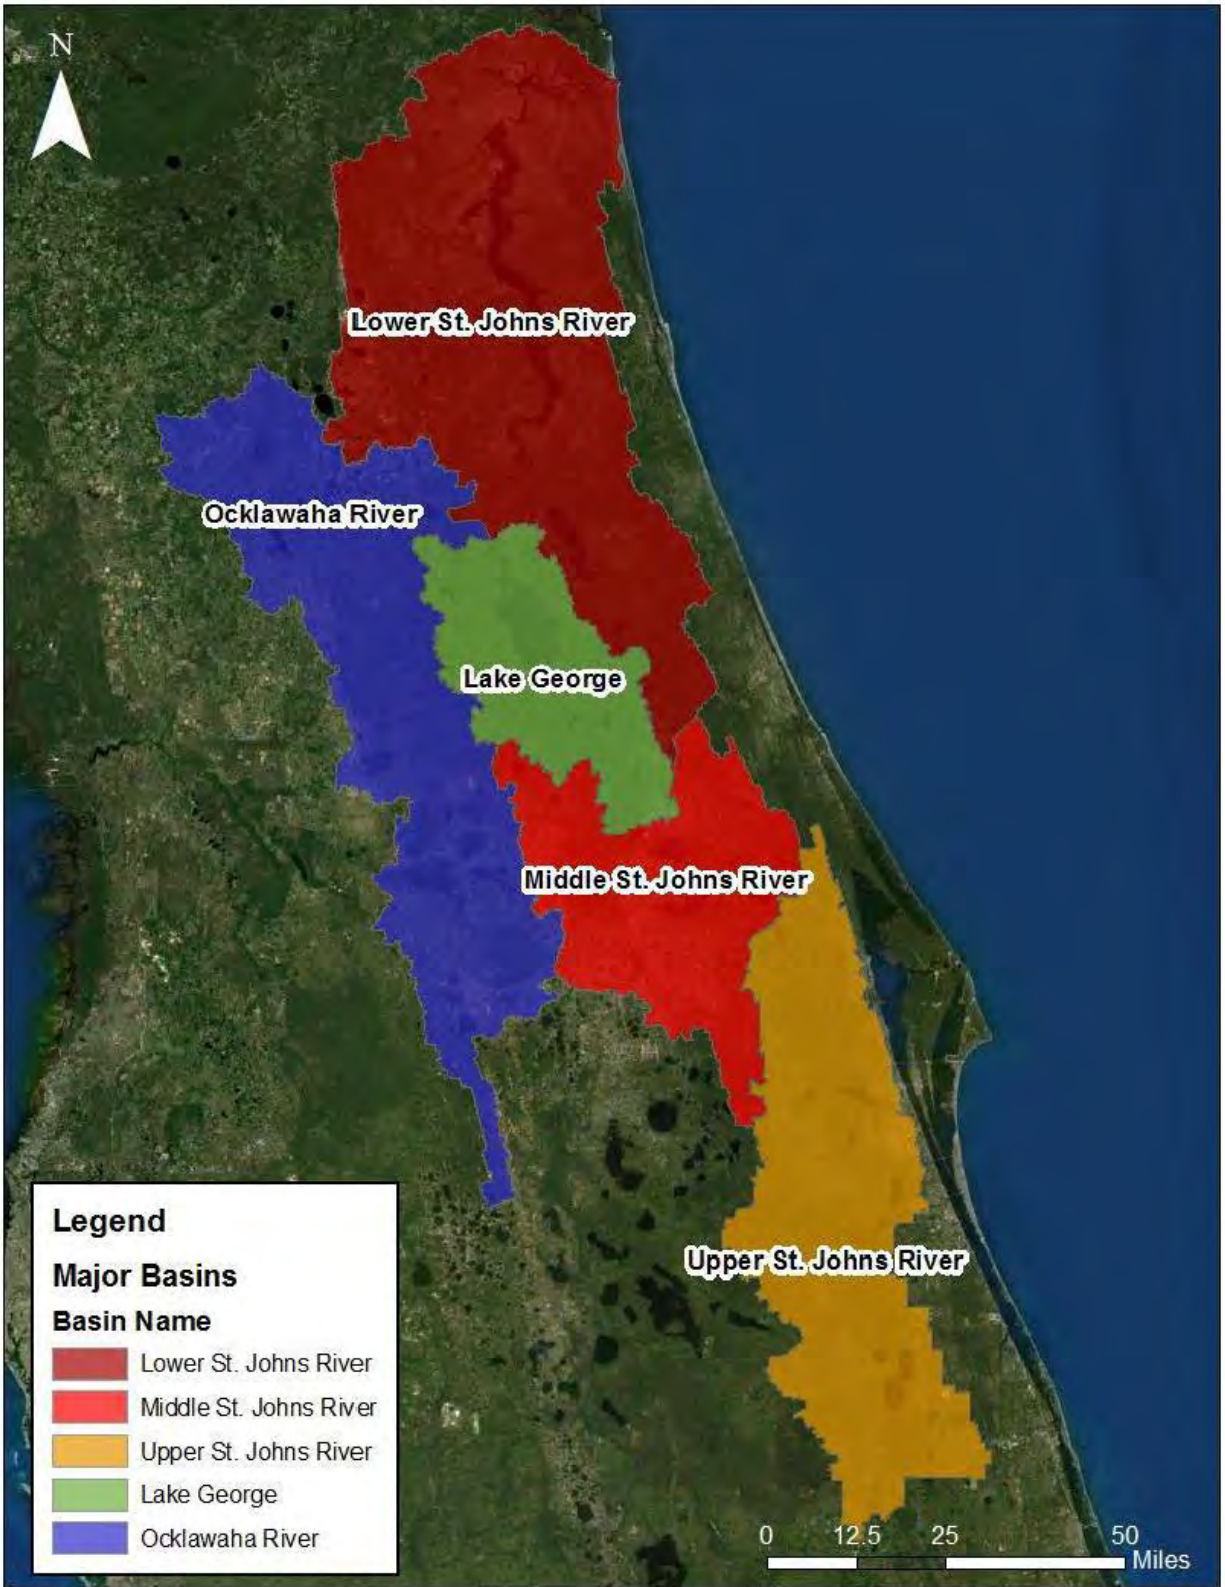 N
Lower St. Johns River
Ocklawaha River
Lake George
Middle St. Johns River
Upper St. Johns River
Legend
Major Basins
Basin Name
Lower St. Johns River
Middle St. Johns River
Upper St. Johns River
Lake George
Ocklawaha River
0 12.5 25 50
Miles